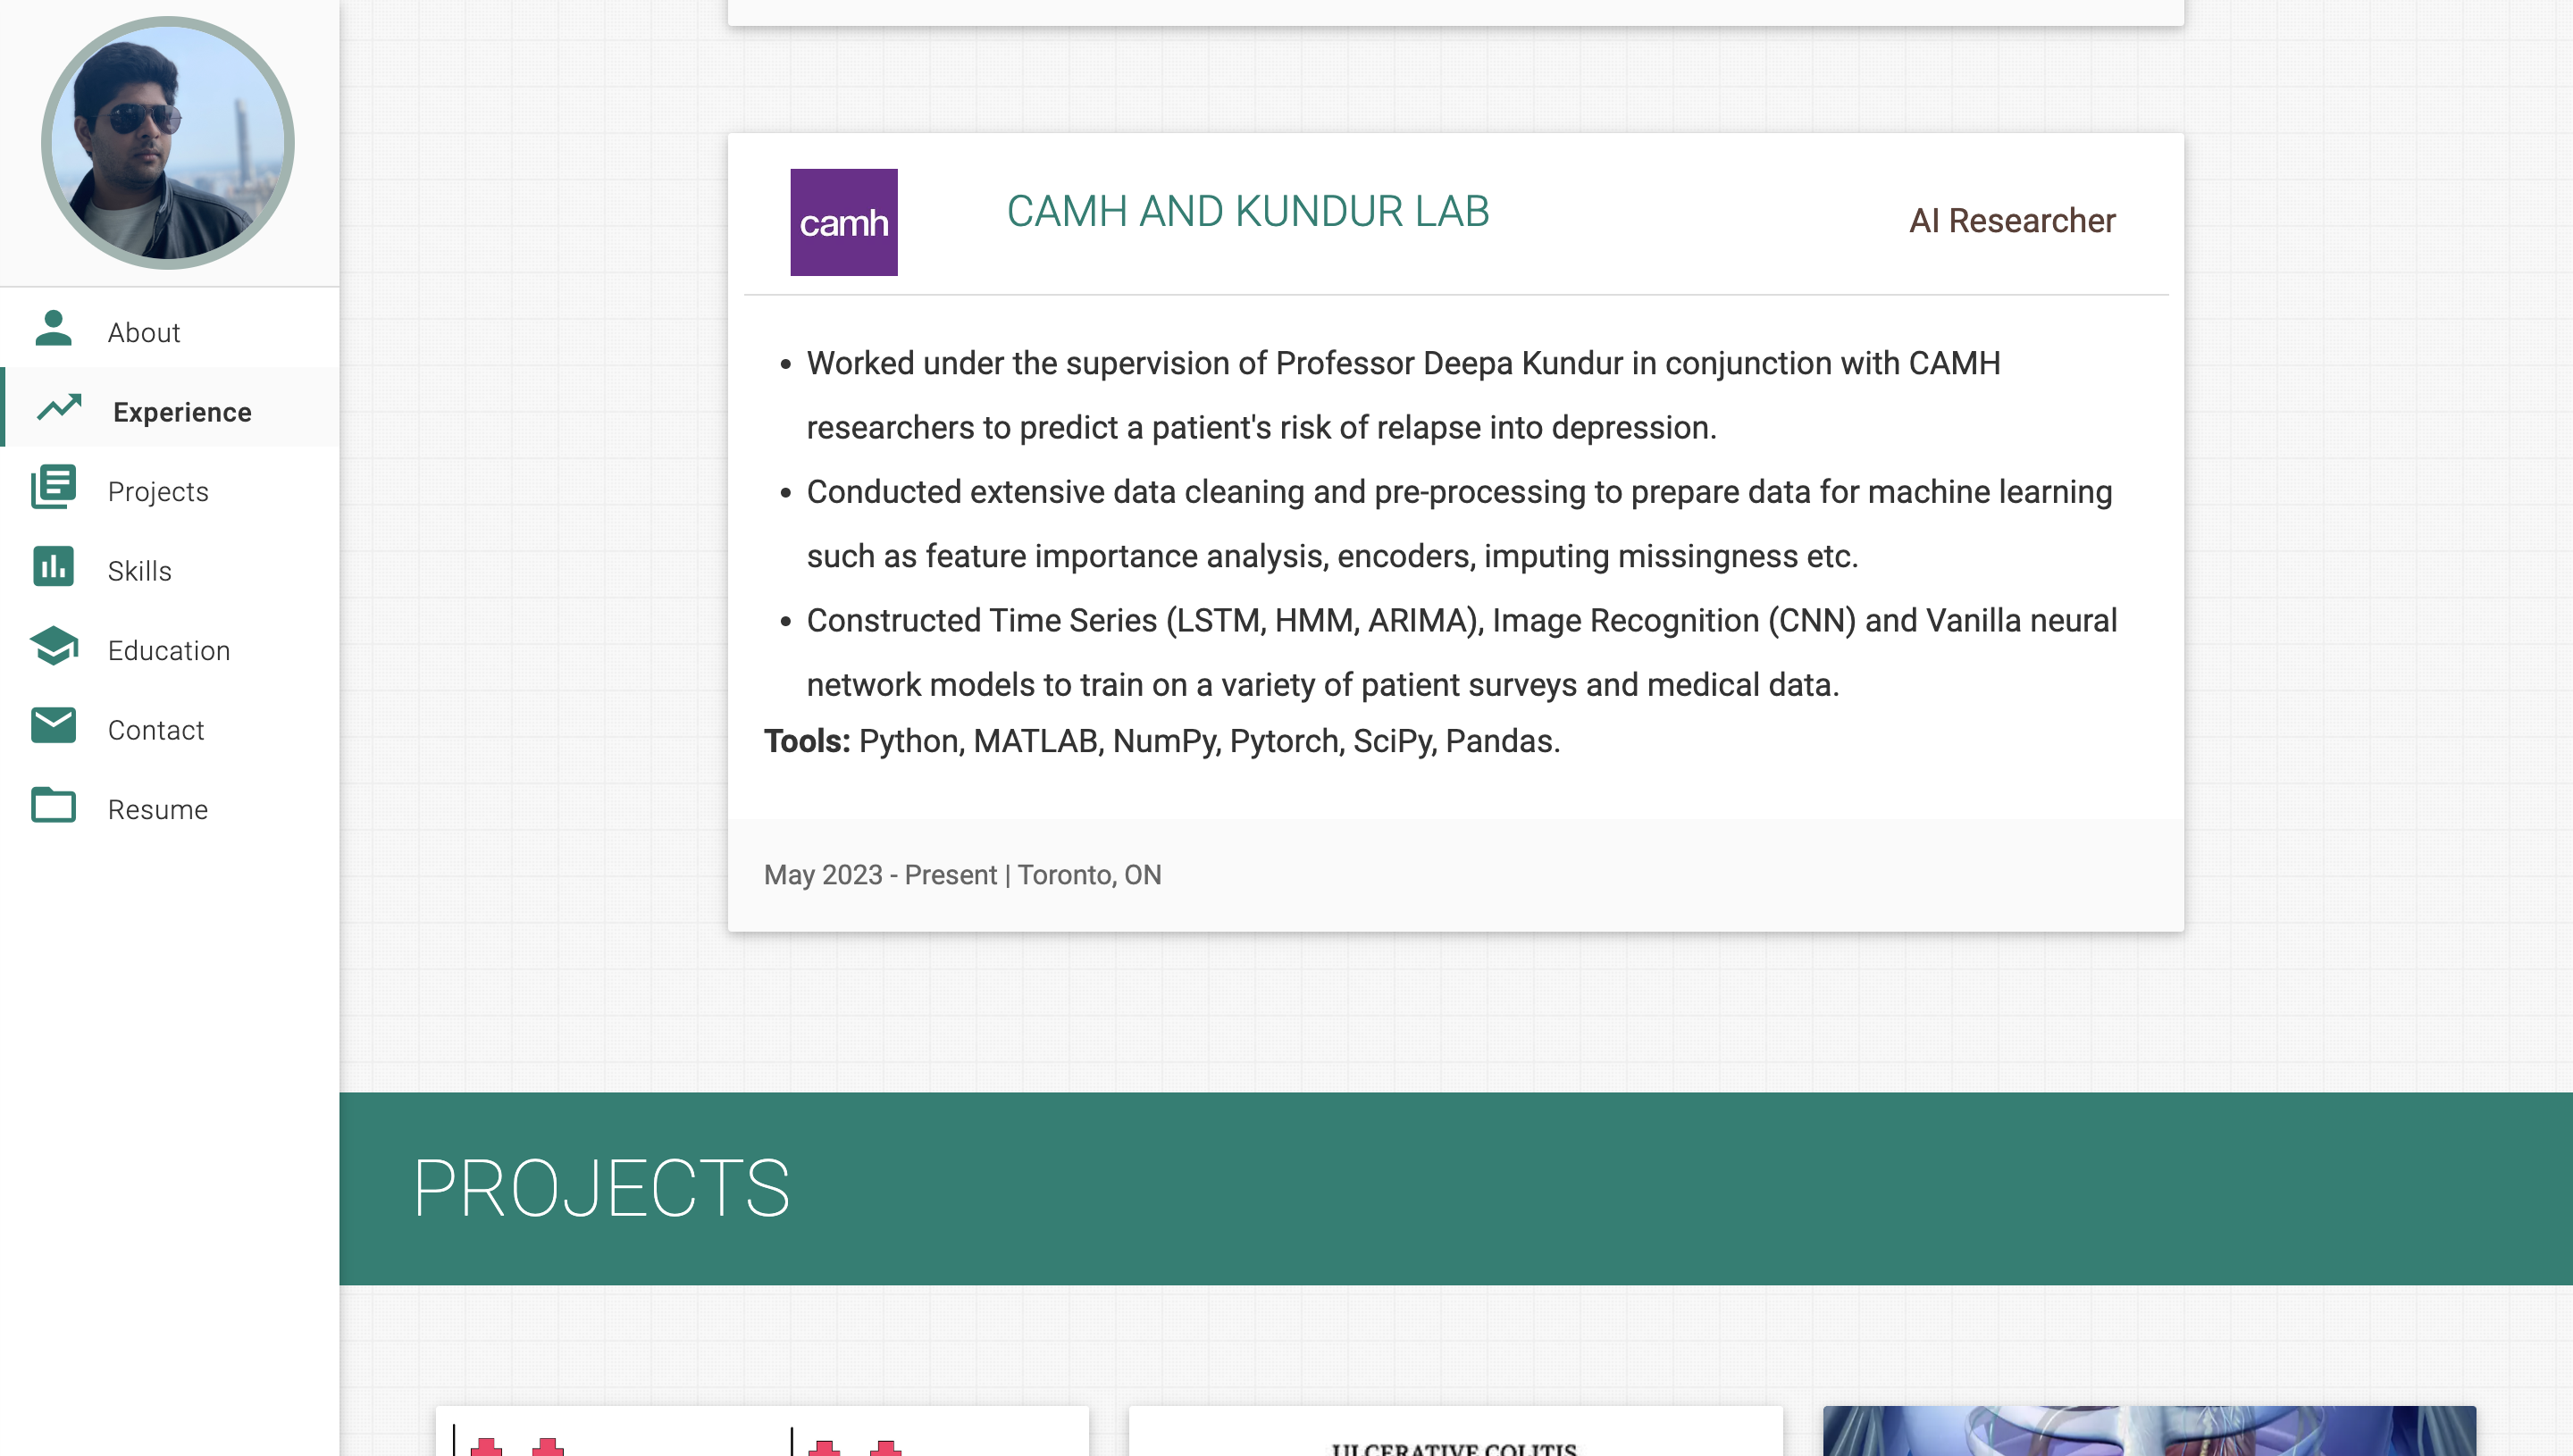 About
Experience
Projects
Skills
Education
Contact
Resume
camh
CAMH AND KUNDUR LAB
AI Researcher
• Worked under the supervision of Professor Deepa Kundur in conjunction with CAMH
researchers to predict a patient's risk of relapse into depression.
• Conducted extensive data cleaning and pre-processing to prepare data for machine learning
such as feature importance analysis, encoders, imputing missingness etc.
• Constructed Time Series (LSTM, HMM, ARIMA), Image Recognition (CNN) and Vanilla neural
network models to train on a variety of patient surveys and medical data.
Tools: Python, MATLAB, NumPy, Pytorch, SciPy, Pandas.
May 2023 - Present | Toronto, ON
PROJECTS
ULCERATIVE COLITIS